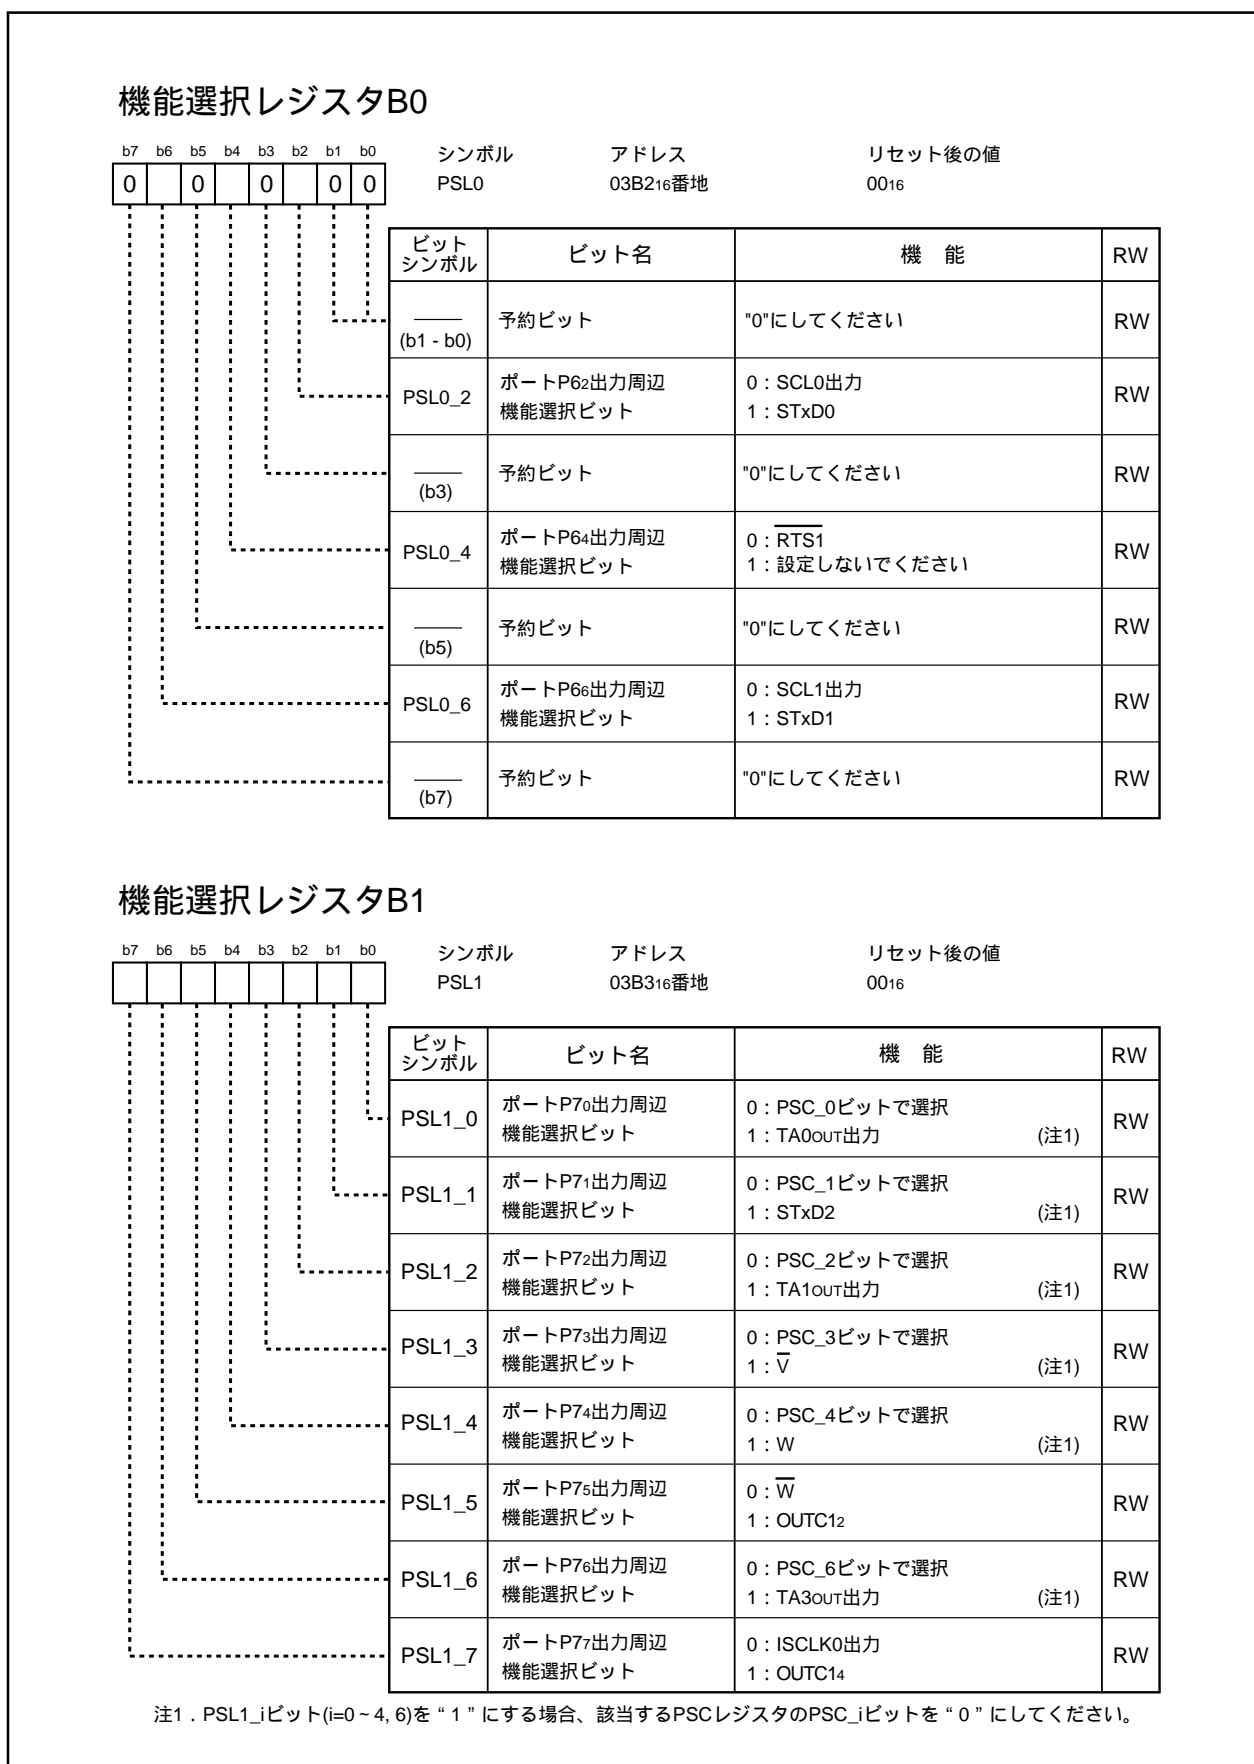 機能選択レジスタB0
b7 b6 b5 b4 b3 b2 b1 b0
0 0 0 0 0
シンボル アドレス リセット後の値
PSL0 03B216番地 0016
ビットシンボル ビット名 機 能 RW
(b1 - b0) 予約ビット "0"にしてください RW
PSL0_2 ポートP62出力周辺 0：SCL0出力 RW
機能選択ビット 1：STxD0
(b3) 予約ビット "0"にしてください RW
PSL0_4 ポートP64出力周辺 0：RTS1 RW
機能選択ビット 1：設定しないでください
(b5) 予約ビット "0"にしてください RW
PSL0_6 ポートP66出力周辺 0：SCL1出力 RW
機能選択ビット 1：STxD1
(b7) 予約ビット "0"にしてください RW
機能選択レジスタB1
b7 b6 b5 b4 b3 b2 b1 b0
シンボル アドレス リセット後の値
PSL1 03B316番地 0016
ビットシンボル ビット名 機 能 RW
PSL1_0 ポートP70出力周辺 0：PSC_0ビットで選択 RW
機能選択ビット 1：TA0OUT出力 (注1)
PSL1_1 ポートP71出力周辺 0：PSC_1ビットで選択 RW
機能選択ビット 1：STxD2 (注1)
PSL1_2 ポートP72出力周辺 0：PSC_2ビットで選択 RW
機能選択ビット 1：TA1OUT出力 (注1)
PSL1_3 ポートP73出力周辺 0：PSC_3ビットで選択 RW
機能選択ビット 1：V̅ (注1)
PSL1_4 ポートP74出力周辺 0：PSC_4ビットで選択 RW
機能選択ビット 1：W (注1)
PSL1_5 ポートP75出力周辺 0：W̅ RW
機能選択ビット 1：OUTC12
PSL1_6 ポートP76出力周辺 0：PSC_6ビットで選択 RW
機能選択ビット 1：TA3OUT出力 (注1)
PSL1_7 ポートP77出力周辺 0：ISCLK0出力 RW
機能選択ビット 1：OUTC14
注1．PSL1_iビット(i=0～4, 6)を“1”にする場合、該当するPSCレジスタのPSC_iビットを“0”にしてください。